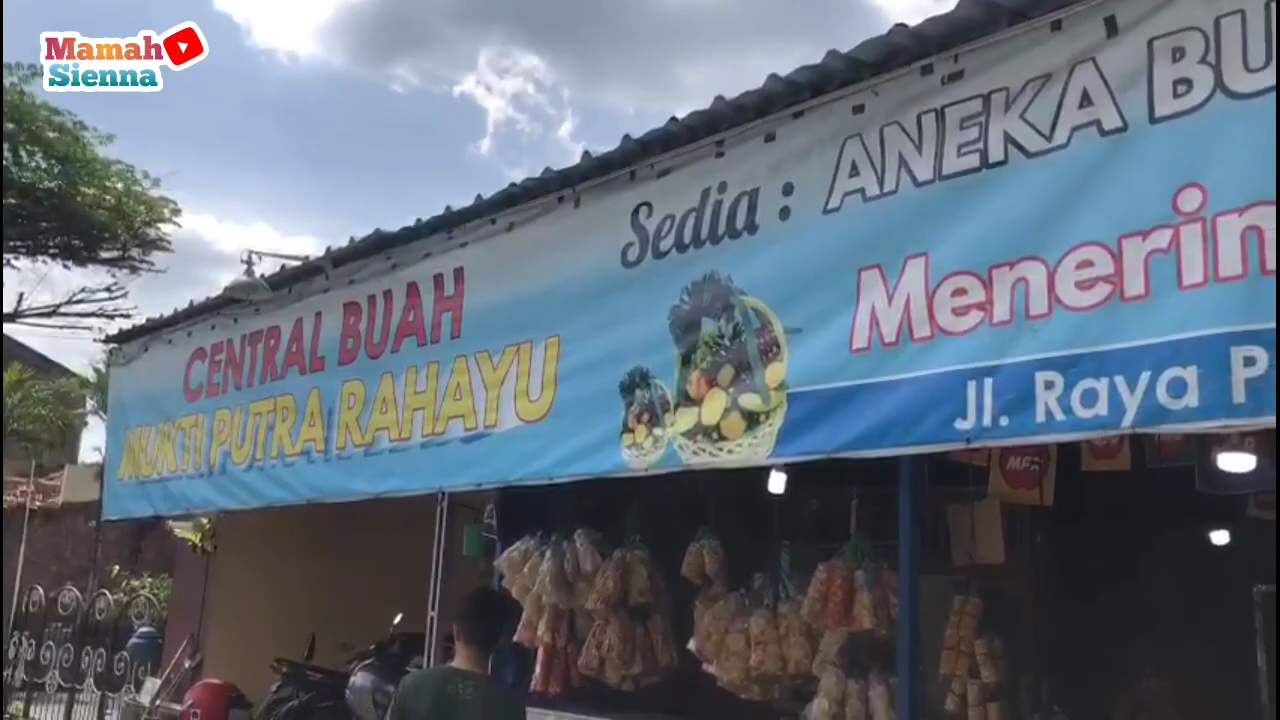 Mamah
Sienna
CENTRAL BUAH
MUKTI PUTRA RAHAYU
Sedia : ANEKA BU
Menerin
Jl. Raya P